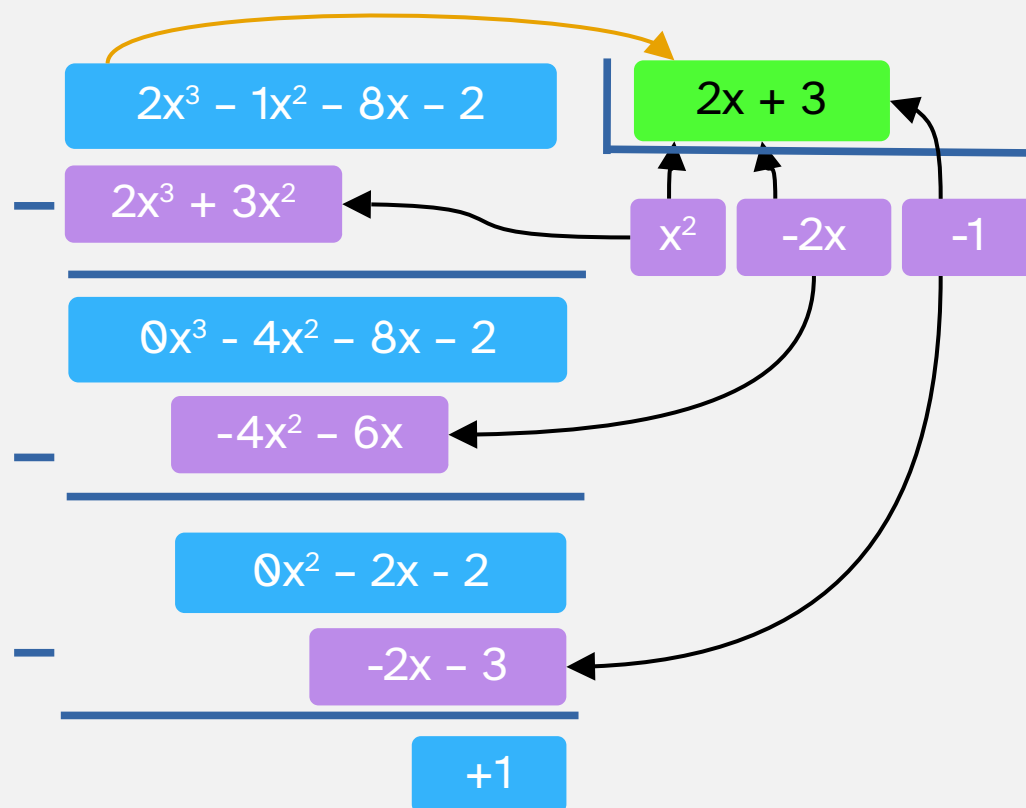 2x³ – 1x² – 8x – 2
2x + 3
– 2x³ + 3x²
x² -2x -1
0x³ - 4x² – 8x – 2
– -4x² – 6x
0x² – 2x - 2
– -2x – 3
+1